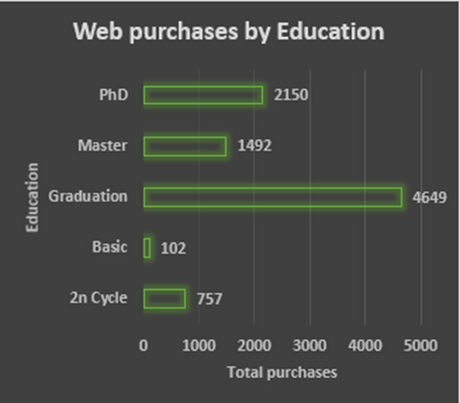 Web purchases by Education
PhD 2150
Master 1492
Graduation 4649
Basic 102
2n Cycle 757
Education
0 1000 2000 3000 4000 5000
Total purchases